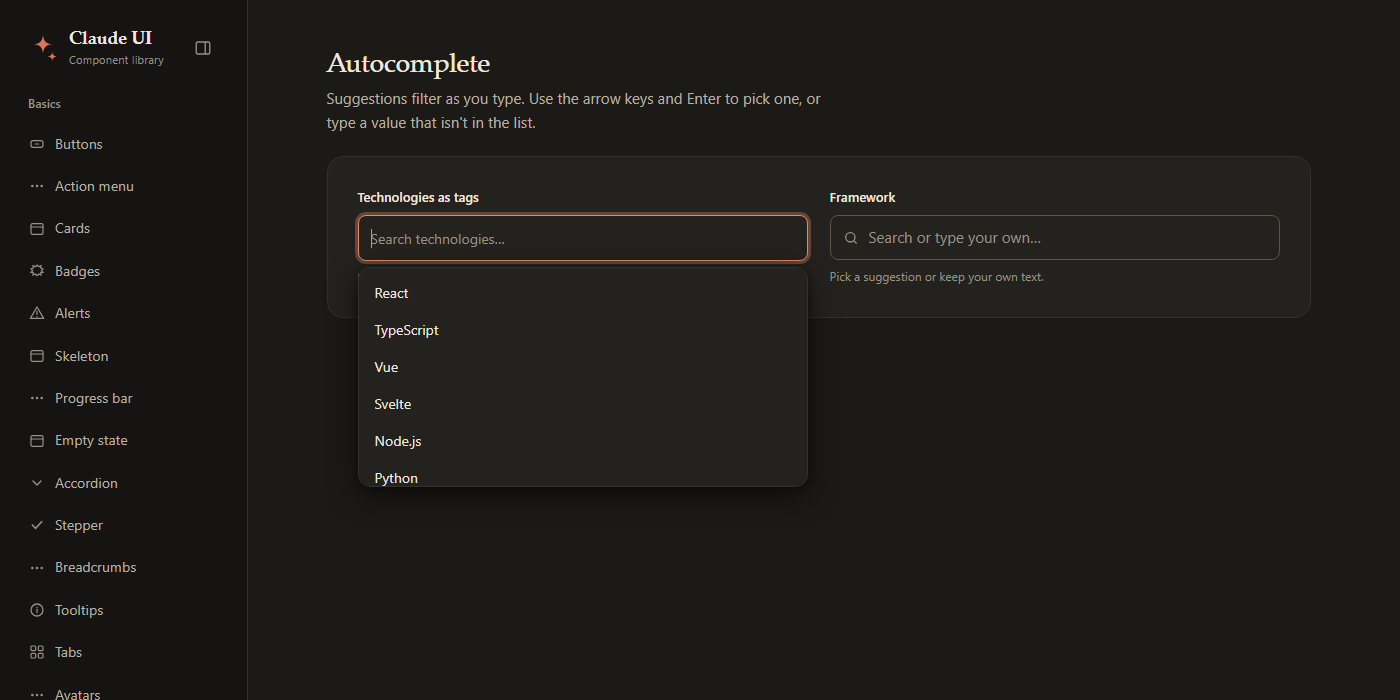 Claude UI
Component library
Basics
Buttons
Action menu
Cards
Badges
Alerts
Skeleton
Progress bar
Empty state
Accordion
Stepper
Breadcrumbs
Tooltips
Tabs
Avatars
Autocomplete
Suggestions filter as you type. Use the arrow keys and Enter to pick one, or
type a value that isn't in the list.
Technologies as tags
Search technologies...
React
TypeScript
Vue
Svelte
Node.js
Python
Framework
Search or type your own...
Pick a suggestion or keep your own text.